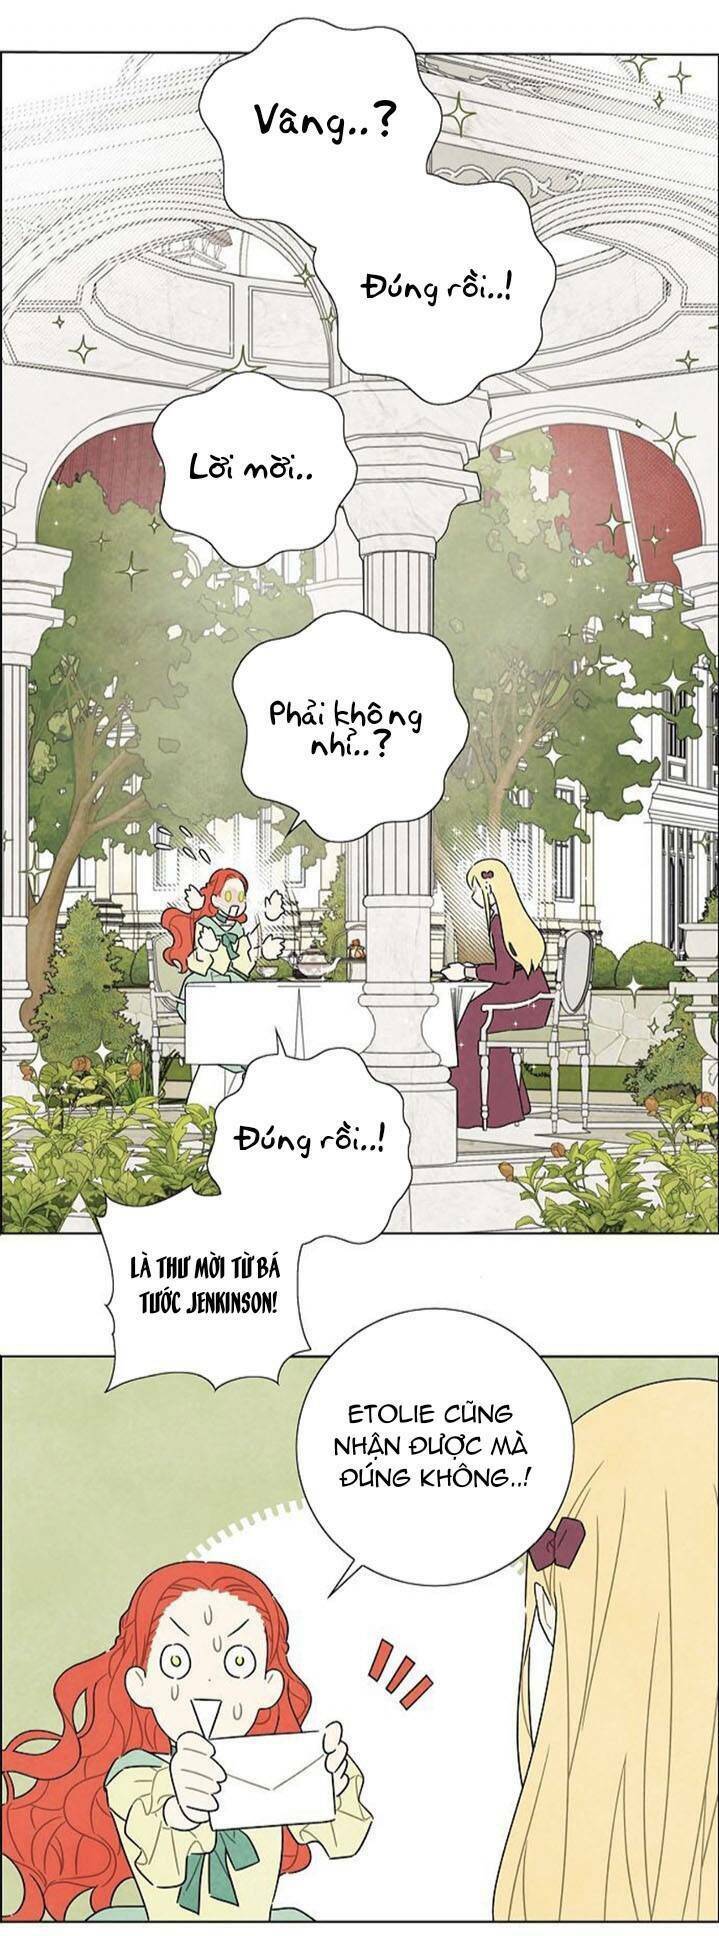 Vâng..?
Đúng rồi..!
Lời mời..
Phải không
nhỉ..?
Đúng rồi..!
LÀ THƯ MỜI TỪ BÁ
TƯỚC JENKINSON!
ETOLIE CŨNG
NHẬN ĐƯỢC MÀ
ĐÚNG KHÔNG..!